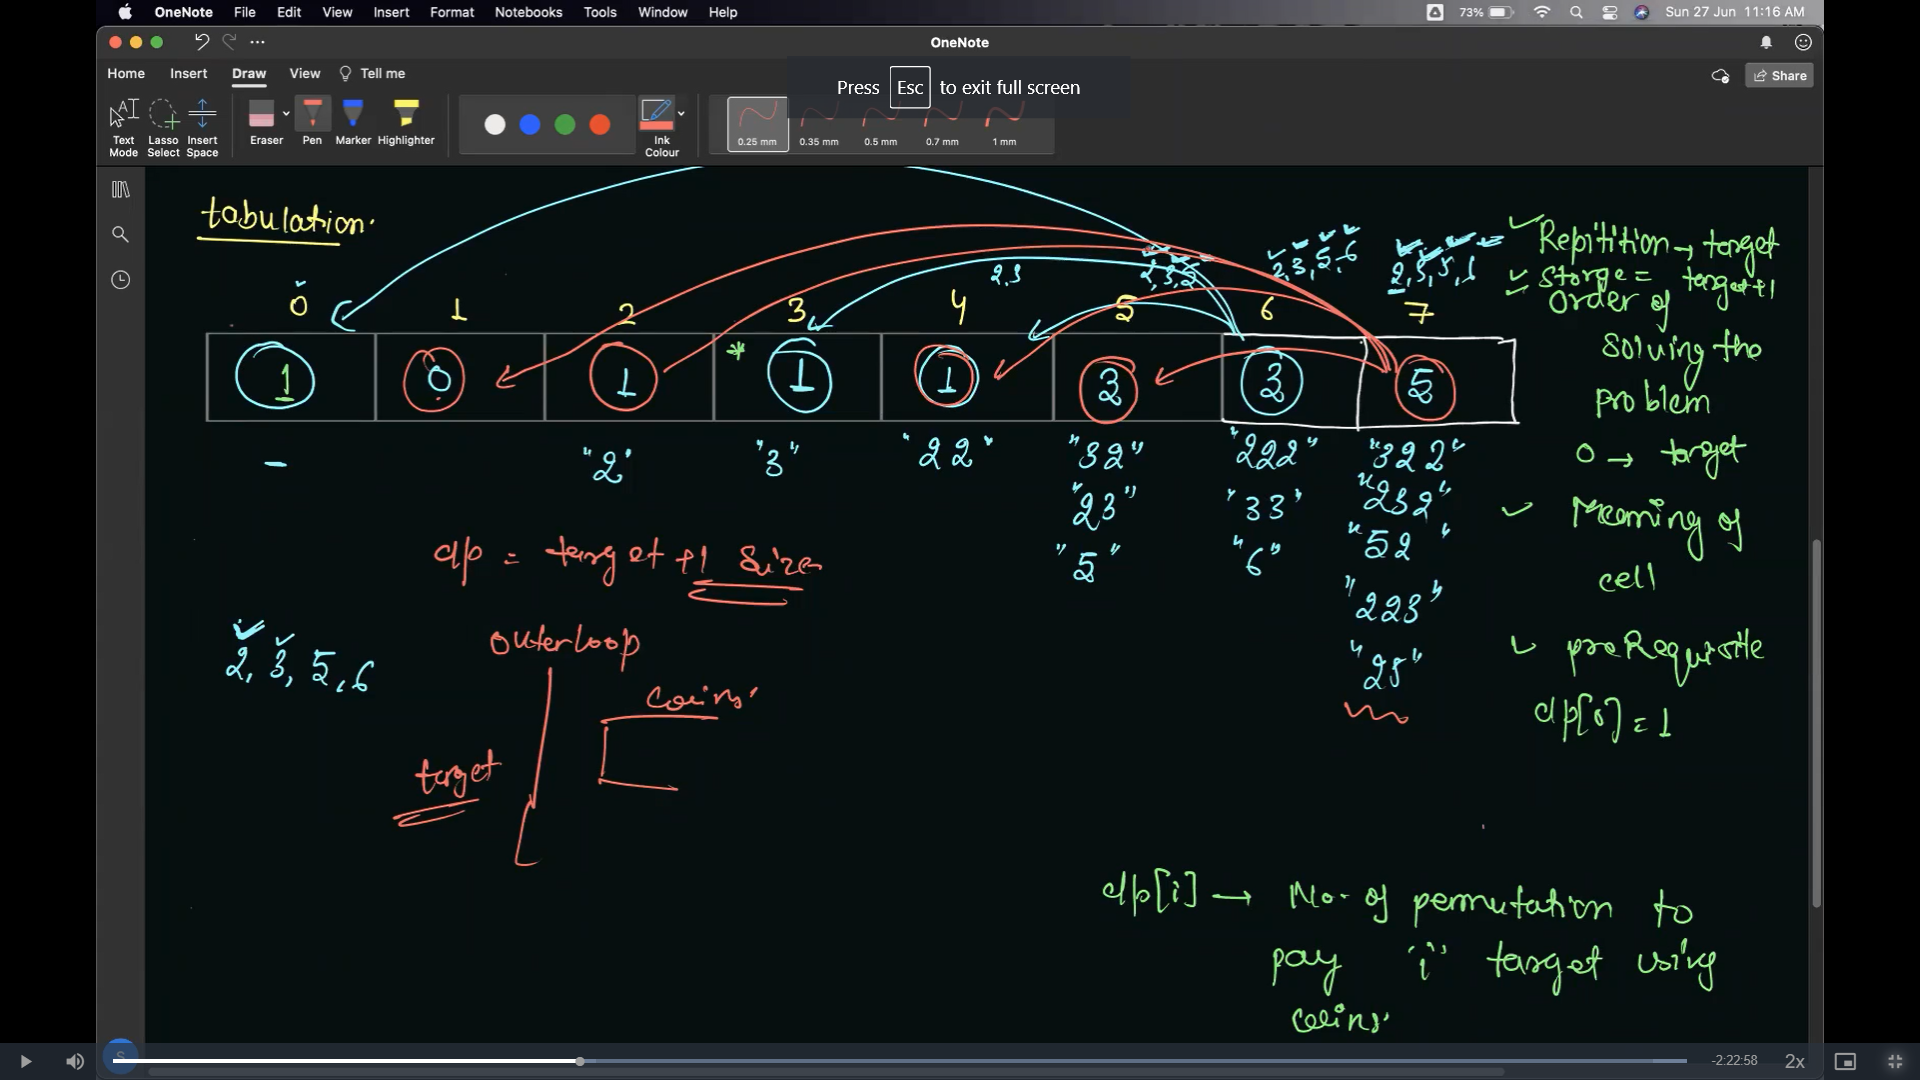 OneNote File Edit View Insert Format Notebooks Tools Window Help 73% Sun 27 Jun 11:16 AM
OneNote
Home Insert Draw View Tell me Share
Press Esc to exit full screen
Text Mode Lasso Select Insert Space Eraser Pen Marker Highlighter Ink Colour 0.25 mm 0.35 mm 0.5 mm 0.7 mm 1 mm
tabulation.
2,3 2,3,5 2,3,5,6 2,3,5,6
0 1 2 3 4 5 6 7
1 0 1 * 1 1 3 3 5
- "2" "3" "22" "32" "222" "322"
"23" "33" "232"
"5" "6" "52"
"223"
"25"
dp = target +1 Size
2, 3, 5, 6
outerloop
coins
target
Repitition → target
Storge = target+1
Order of
Solving the
problem
0 → target
Meaning of
cell
preRequisite
dp[0] = 1
dp[i] → No. of permutation to
pay "i" target using
coins.
S
-2:22:58 2x